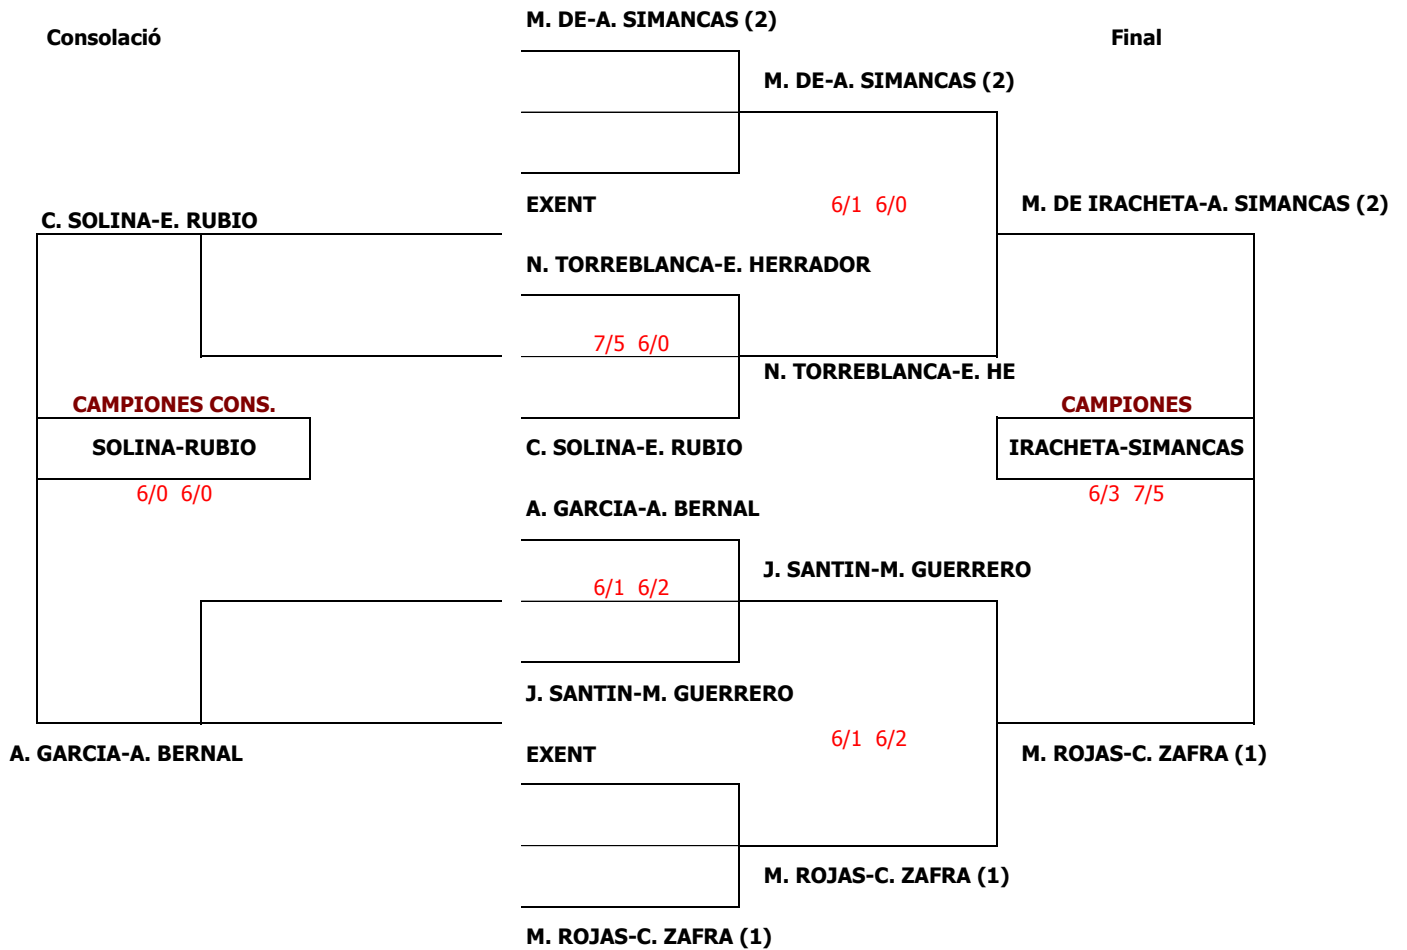 M. DE-A. SIMANCAS (2)
Consolació
Final
M. DE-A. SIMANCAS (2)
EXENT
6/1 6/0
M. DE IRACHETA-A. SIMANCAS (2)
C. SOLINA-E. RUBIO
N. TORREBLANCA-E. HERRADOR
7/5 6/0
N. TORREBLANCA-E. HE
CAMPIONES CONS.
CAMPIONES
SOLINA-RUBIO
C. SOLINA-E. RUBIO
IRACHETA-SIMANCAS
6/0 6/0
6/3 7/5
A. GARCIA-A. BERNAL
J. SANTIN-M. GUERRERO
6/1 6/2
J. SANTIN-M. GUERRERO
6/1 6/2
A. GARCIA-A. BERNAL
EXENT
M. ROJAS-C. ZAFRA (1)
M. ROJAS-C. ZAFRA (1)
M. ROJAS-C. ZAFRA (1)